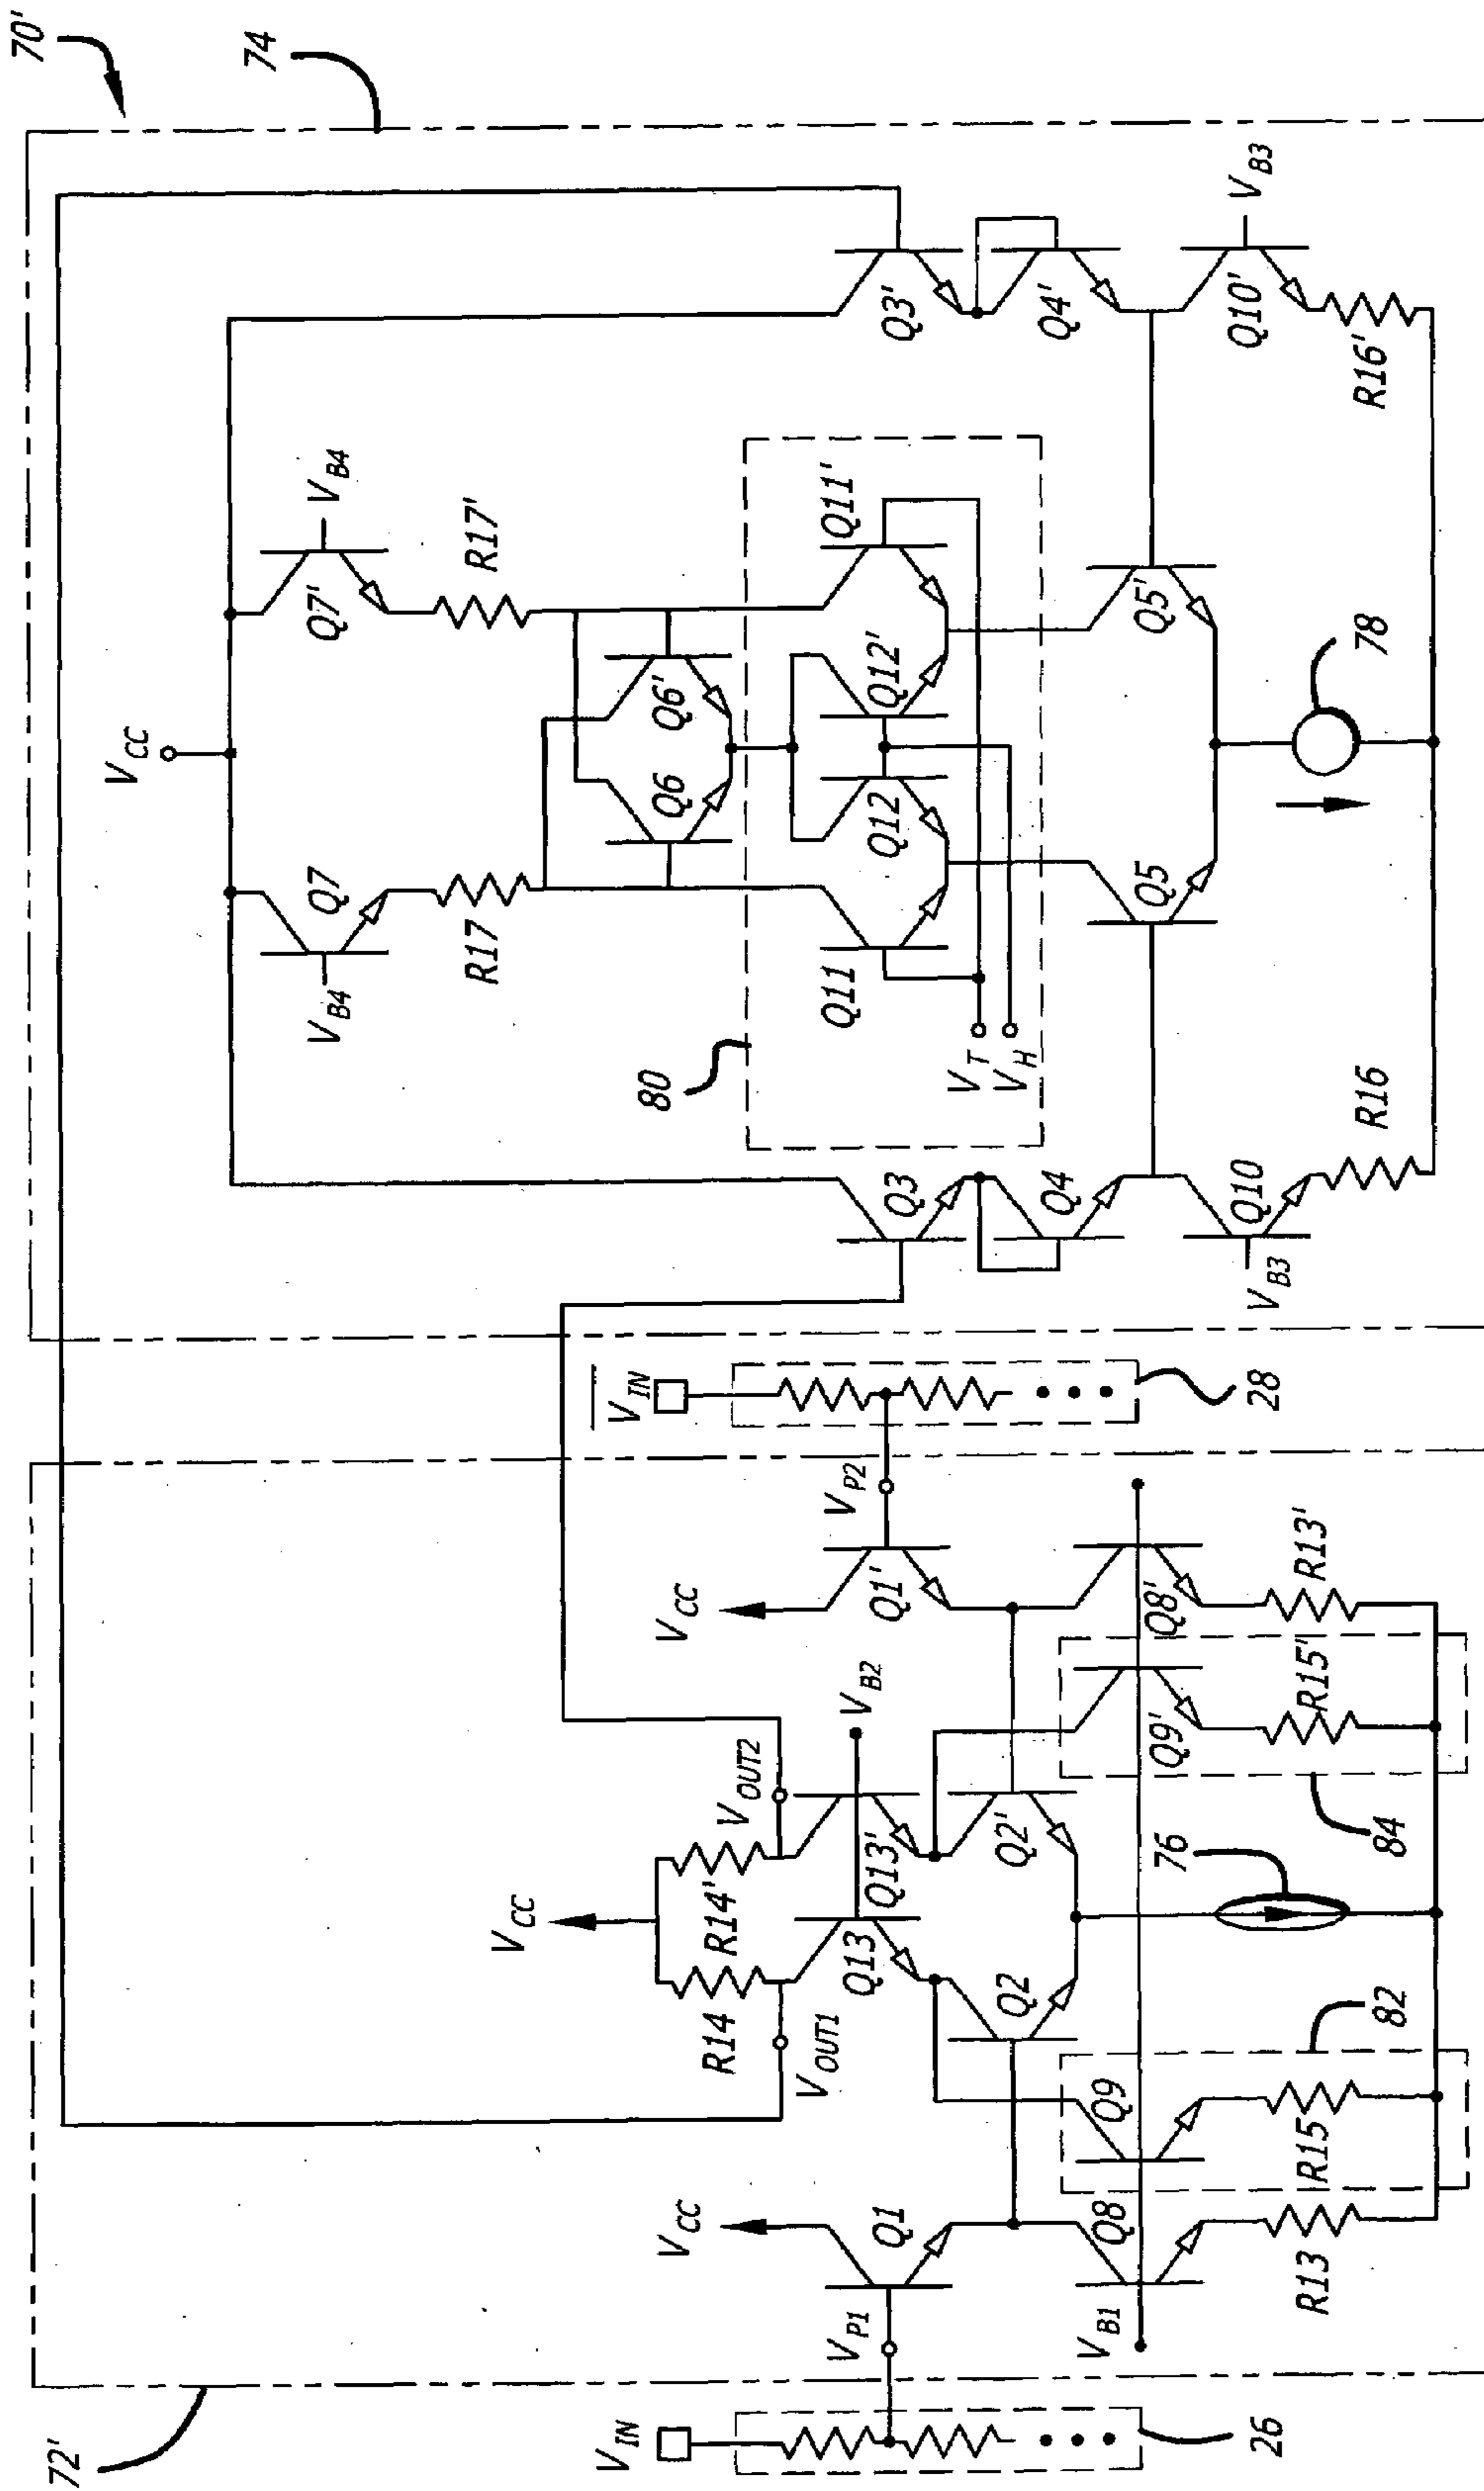 70'
74
V_CC
Q7
V_B4
Q7'
V_B4
R17
R17'
Q6
Q6'
80
Q11
Q12
Q12'
Q11'
V_T
V_H
Q3
Q3'
Q4
Q4'
Q5
Q5'
Q10
V_B3
Q10'
V_B3
R16
R16'
78
72'
V_IN
26
V_P1
V_CC
Q1
Q8
V_B1
R13
Q9
R15
82
V_CC
R14
R14'
V_OUT1
V_OUT2
Q13
Q13'
V_B2
Q2
Q2'
76
Q9'
R15'
84
V_CC
Q1'
V_P2
Q8'
R13'
V̅_IN
28